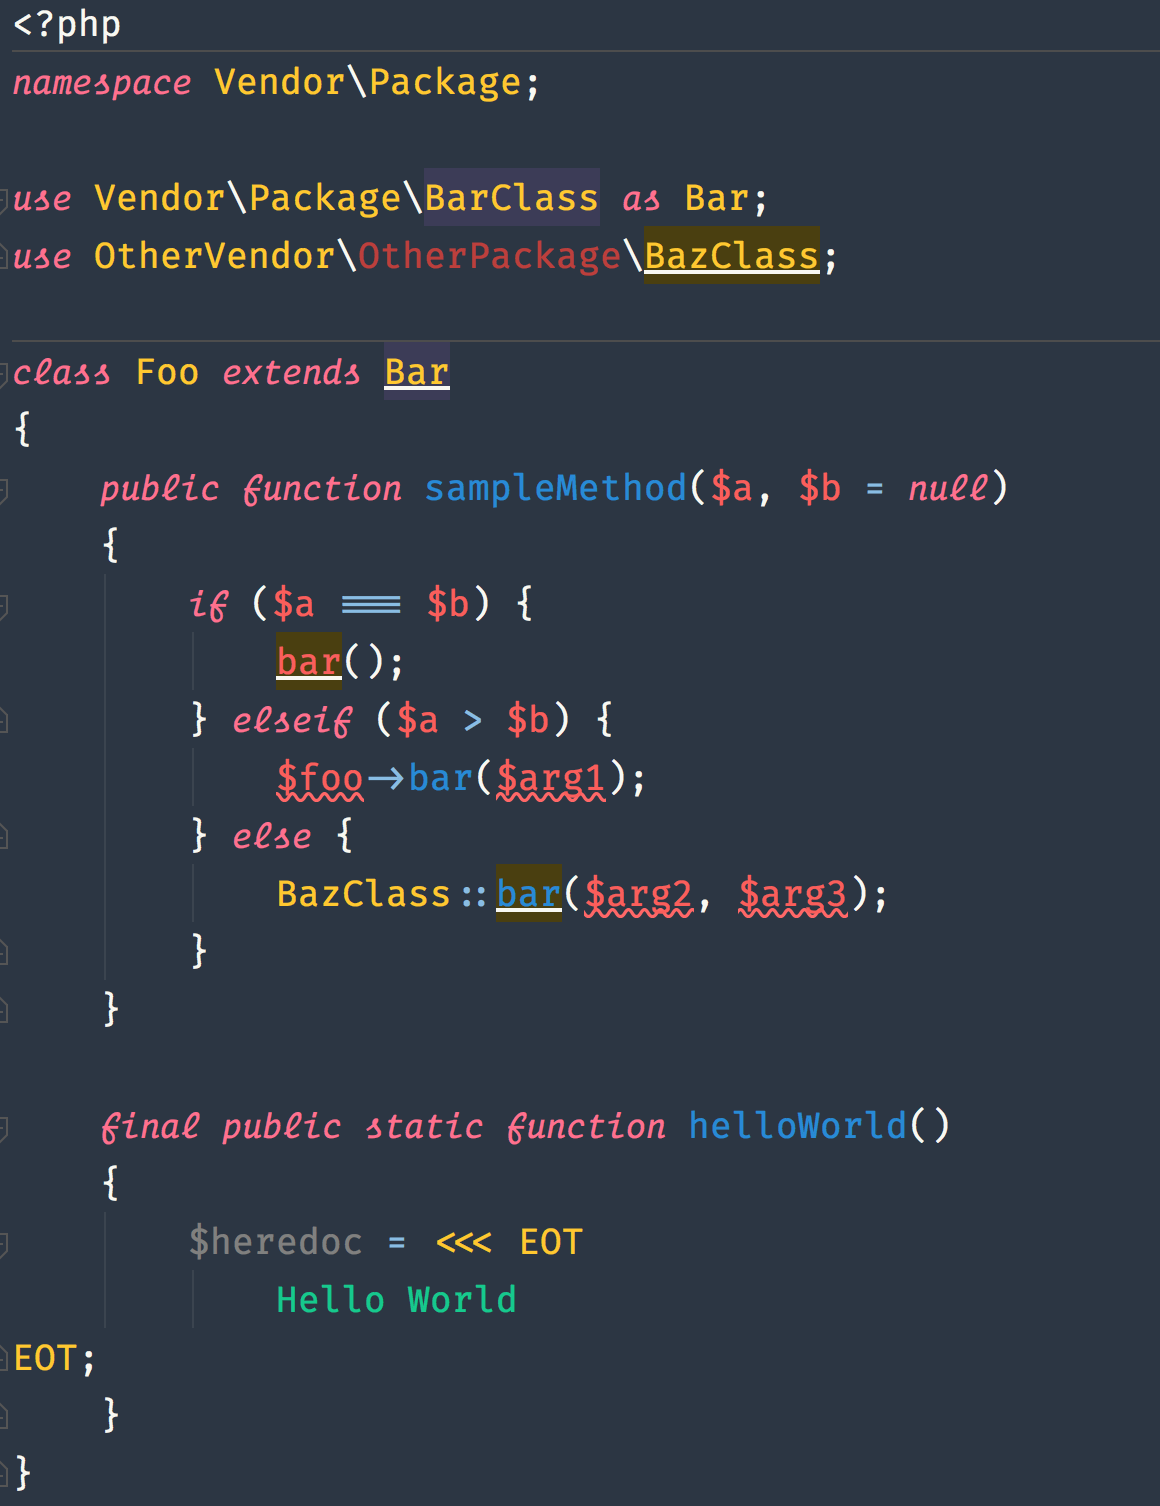 <?php
namespace Vendor\Package;
use Vendor\Package\BarClass as Bar;
use OtherVendor\OtherPackage\BazClass;
class Foo extends Bar
{
    public function sampleMethod($a, $b = null)
    {
        if ($a === $b) {
            bar();
        } elseif ($a > $b) {
            $foo->bar($arg1);
        } else {
            BazClass::bar($arg2, $arg3);
        }
    }
    final public static function helloWorld()
    {
        $heredoc = <<< EOT
            Hello World
EOT;
    }
}